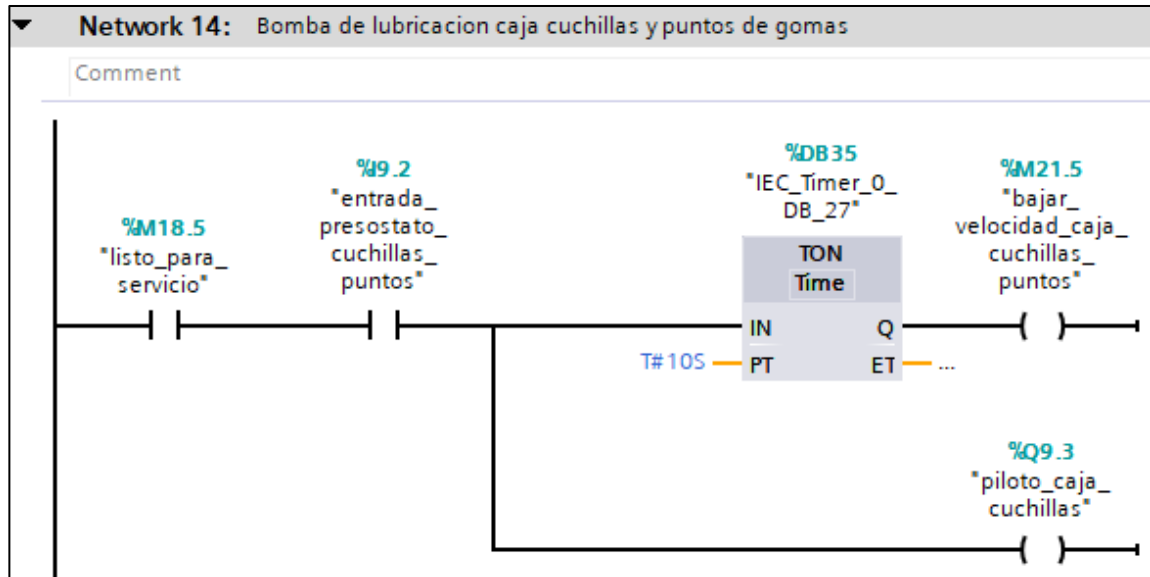 Network 14: Bomba de lubricacion caja cuchillas y puntos de gomas
Comment
%M18.5
"listo_para_
servicio"
%I9.2
"entrada_
presostato_
cuchillas_
puntos"
%DB35
"IEC_Timer_0_
DB_27"
TON
Time
IN
Q
T#10S
PT
ET
...
%M21.5
"bajar_
velocidad_caja_
cuchillas_
puntos"
%Q9.3
"piloto_caja_
cuchillas"